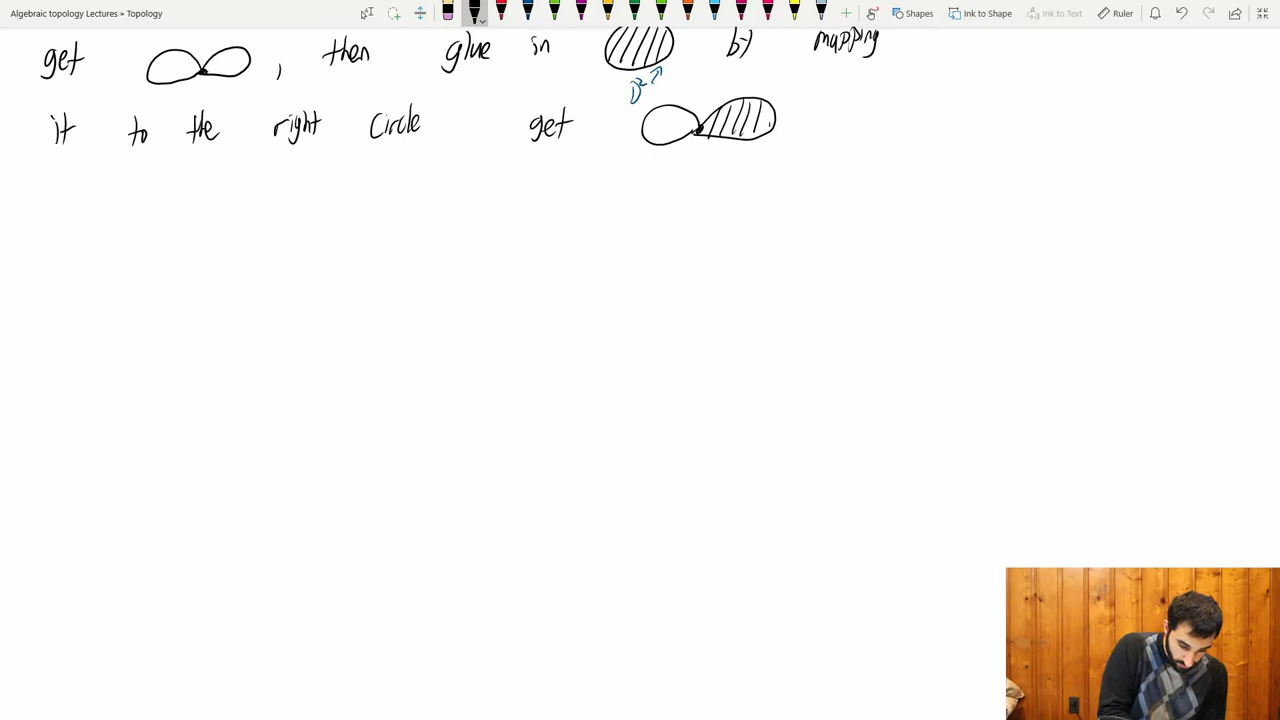 Algebraic topology Lectures » Topology
Shapes Ink to Shape Ink to Text Ruler
get , then glue in by mapping
D²
it to the right Circle get